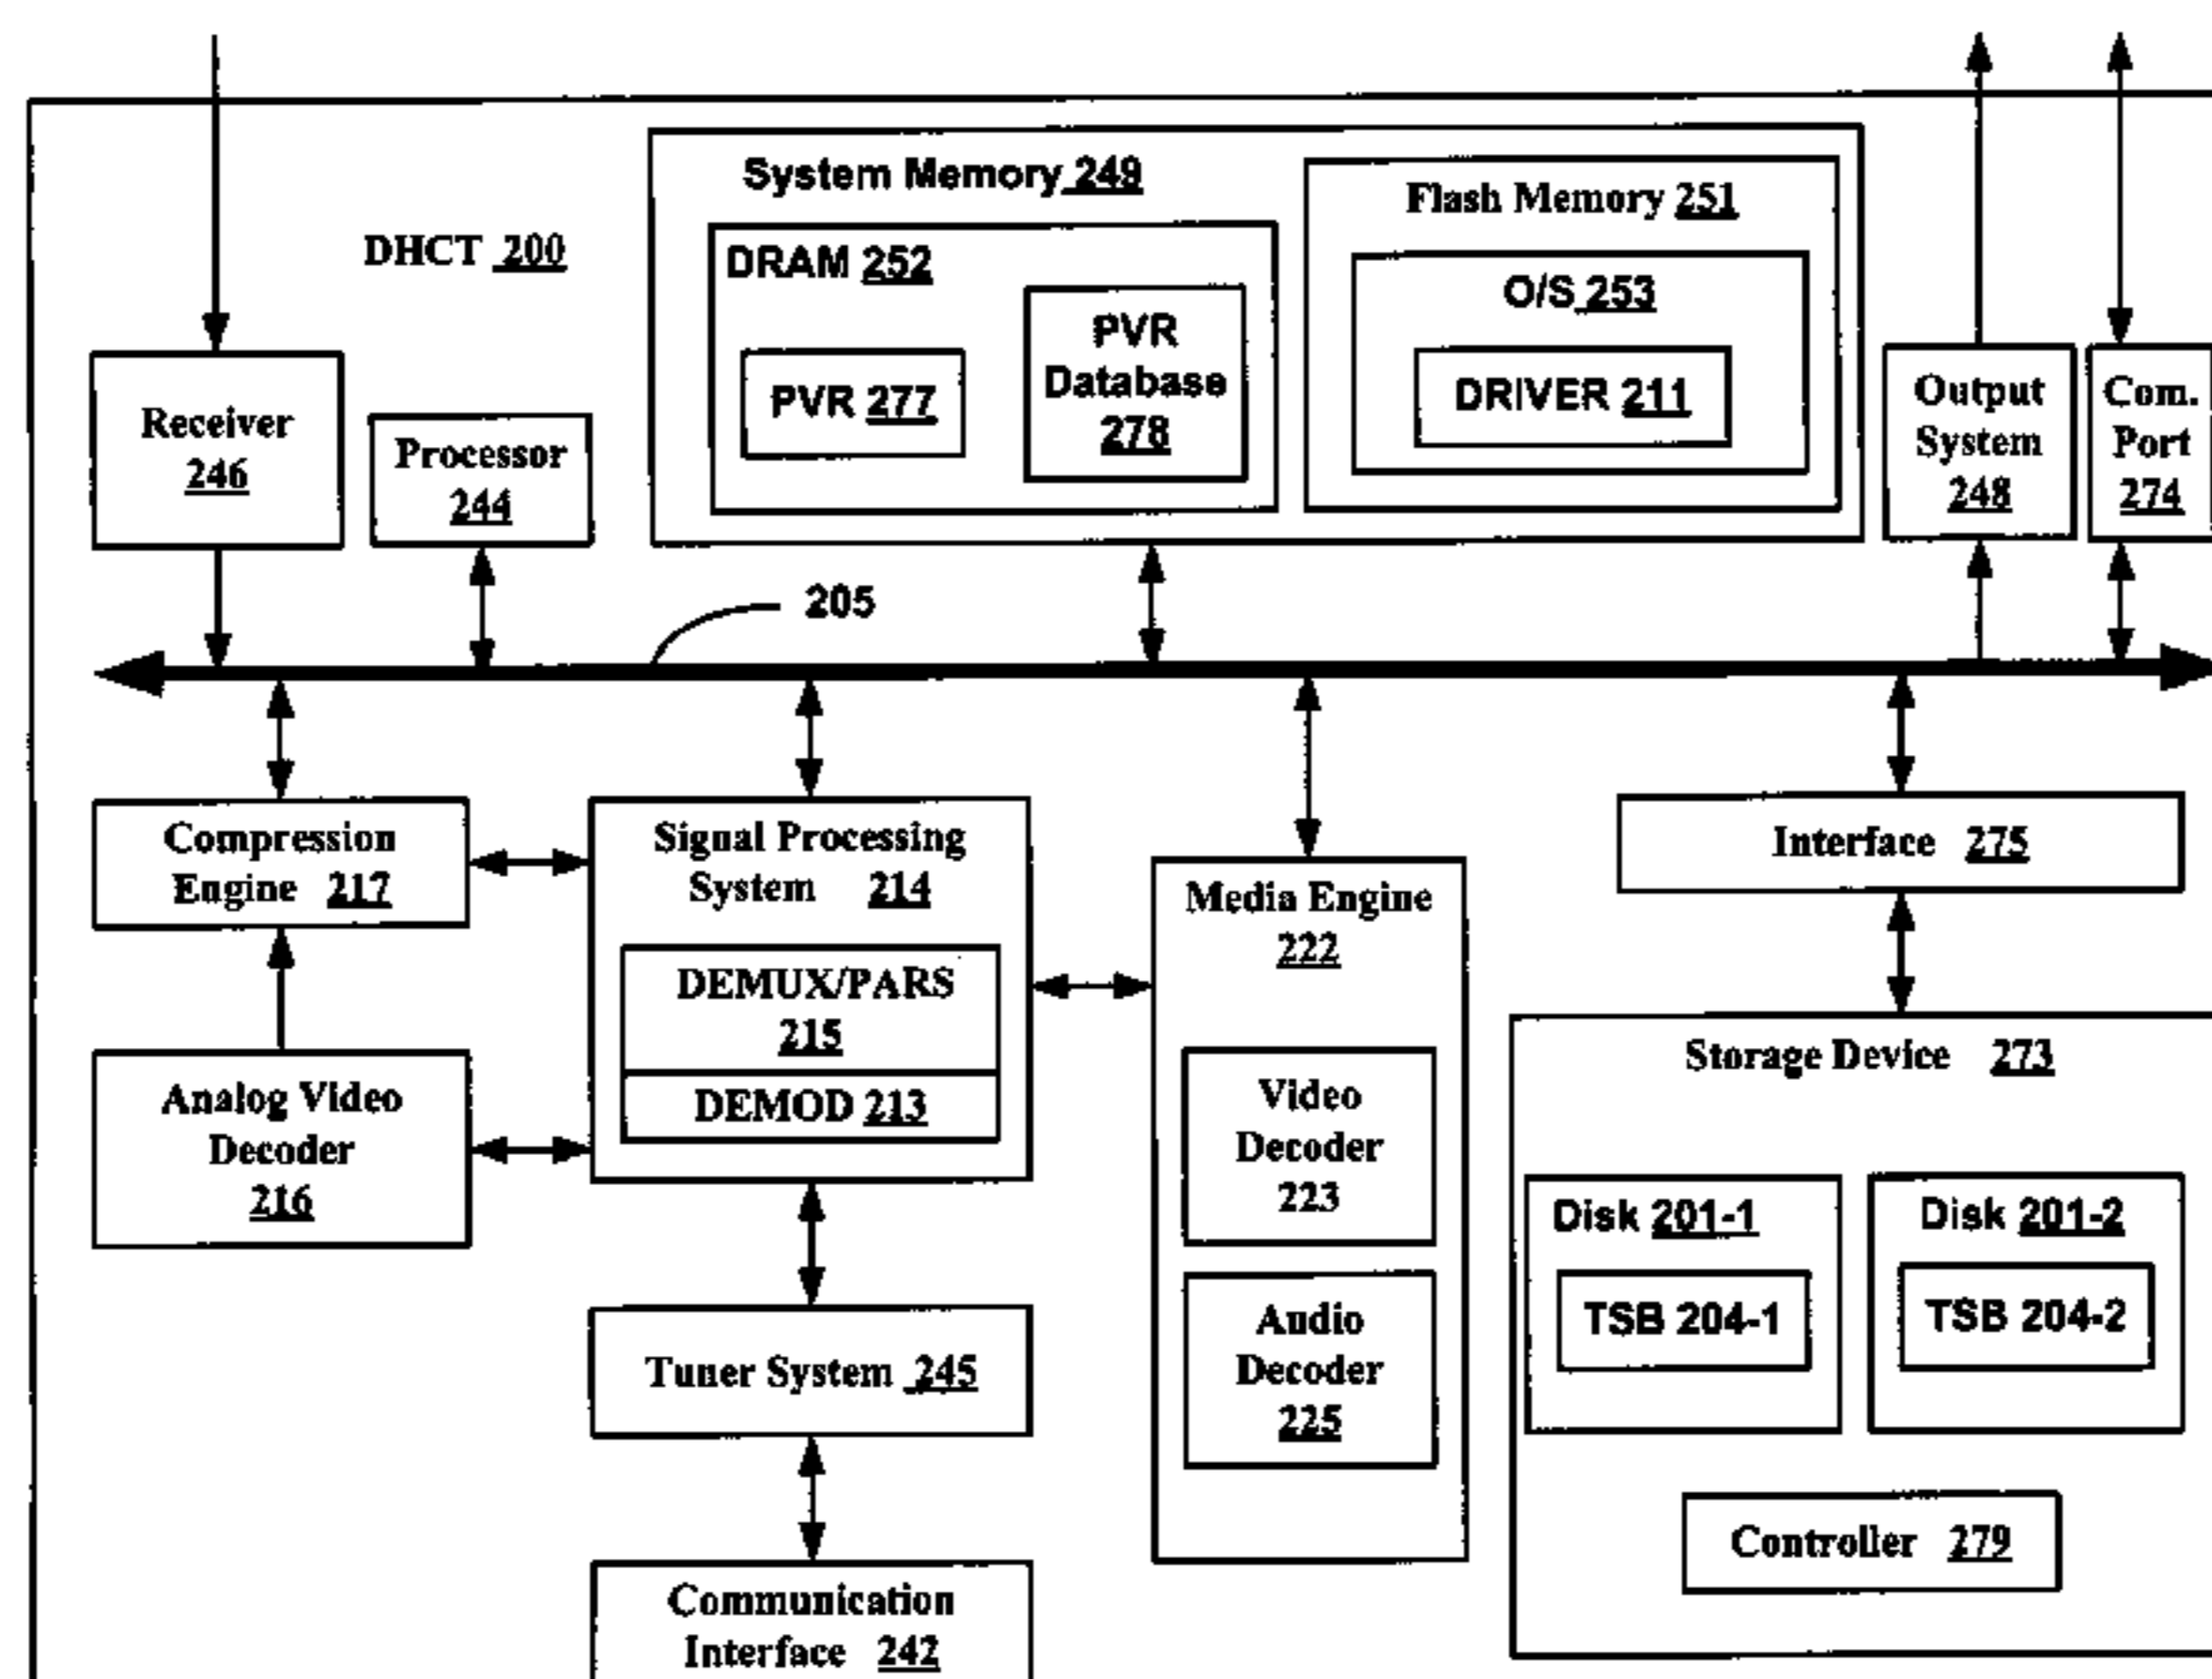 DHCT 200
System Memory 249
DRAM 252
PVR 277
PVR
Database
278
Flash Memory 251
O/S 253
DRIVER 211
Receiver
246
Processor
244
Output
System
248
Com.
Port
274
205
Compression
Engine 217
Signal Processing
System 214
DEMUX/PARS
215
DEMOD 213
Analog Video
Decoder
216
Tuner System 245
Communication
Interface 242
Media Engine
222
Video
Decoder
223
Audio
Decoder
225
Interface 275
Storage Device 273
Disk 201-1
TSB 204-1
Disk 201-2
TSB 204-2
Controller 279